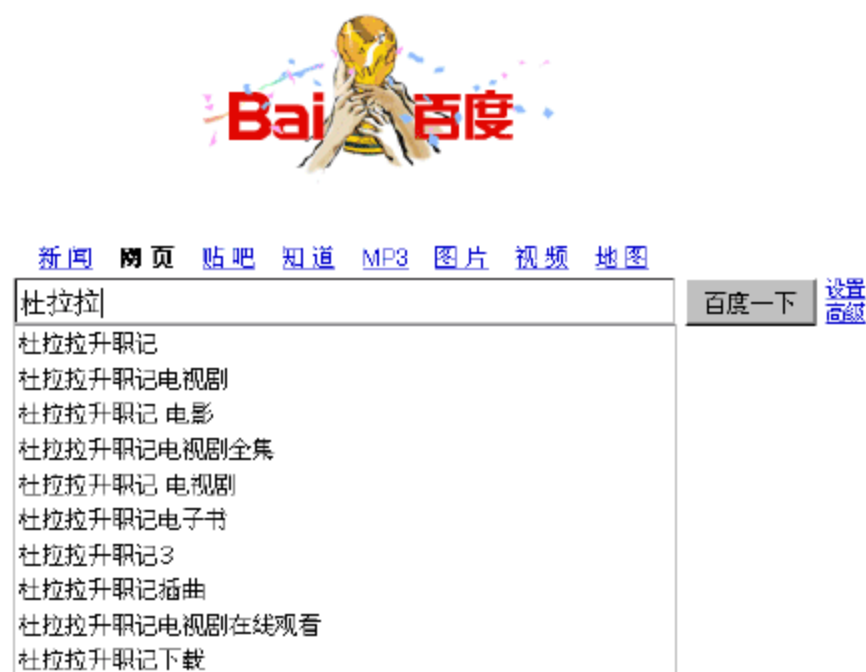 Bai 百度
新闻 网页 贴吧 知道 MP3 图片 视频 地图
杜拉拉 百度一下 设置
高级
杜拉拉升职记
杜拉拉升职记电视剧
杜拉拉升职记 电影
杜拉拉升职记电视剧全集
杜拉拉升职记 电视剧
杜拉拉升职记电子书
杜拉拉升职记3
杜拉拉升职记插曲
杜拉拉升职记电视剧在线观看
杜拉拉升职记下载